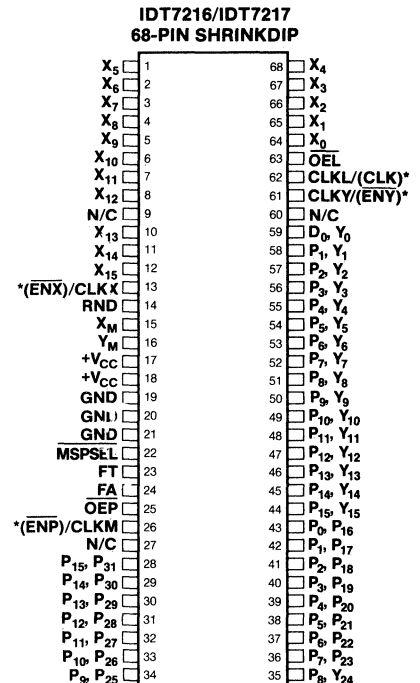 IDT7216/IDT7217
68-PIN SHRINKDIP
X5 1 68 X4
X6 2 67 X3
X7 3 66 X2
X8 4 65 X1
X9 5 64 X0
X10 6 63 OEL
X11 7 62 CLKL/(CLK)*
X12 8 61 CLKY/(ENY)*
N/C 9 60 N/C
X13 10 59 D0, Y0
X14 11 58 P1, Y1
X15 12 57 P2, Y2
*(ENX)/CLKX 13 56 P3, Y3
RND 14 55 P4, Y4
XM 15 54 P5, Y5
YM 16 53 P6, Y6
+VCC 17 52 P7, Y7
+VCC 18 51 P8, Y8
GND 19 50 P9, Y9
GND 20 49 P10, Y10
GND 21 48 P11, Y11
MSPSEL 22 47 P12, Y12
FT 23 46 P13, Y13
FA 24 45 P14, Y14
OEP 25 44 P15, Y15
*(ENP)/CLKM 26 43 P0, P16
N/C 27 42 P1, P17
P15, P31 28 41 P2, P18
P14, P30 29 40 P3, P19
P13, P29 30 39 P4, P20
P12, P28 31 38 P5, P21
P11, P27 32 37 P6, P22
P10, P26 33 36 P7, P23
P9, P25 34 35 P8, Y24